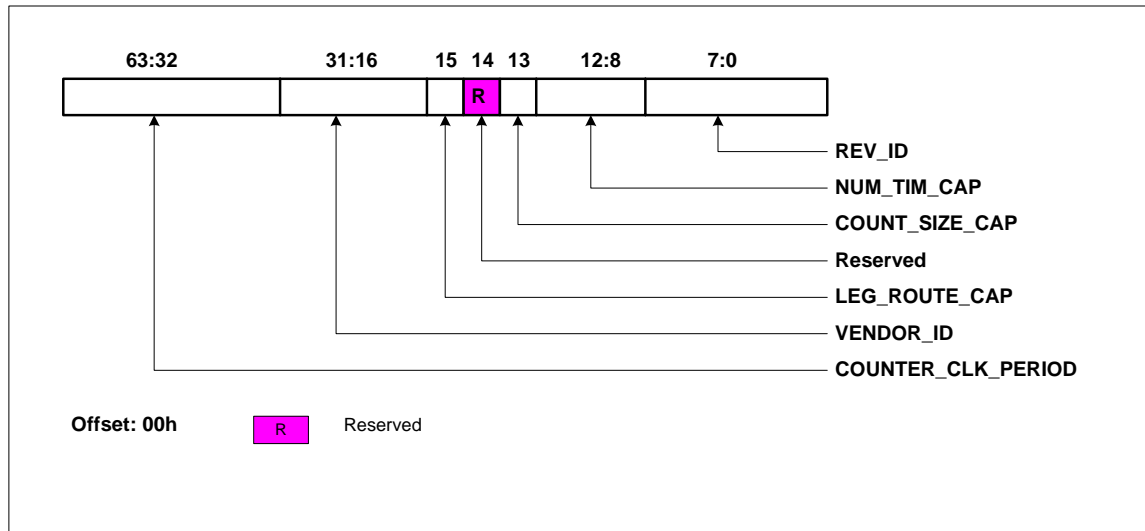 63:32 31:16 15 14 13 12:8 7:0
R
REV_ID
NUM_TIM_CAP
COUNT_SIZE_CAP
Reserved
LEG_ROUTE_CAP
VENDOR_ID
COUNTER_CLK_PERIOD
Offset: 00h R Reserved